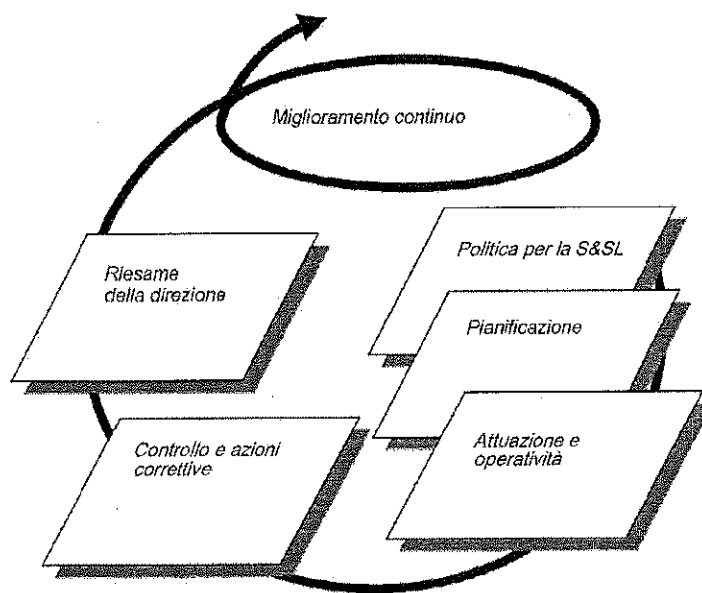 Miglioramento continuo
Politica per la S&SL
Pianificazione
Attuazione e
operatività
Controllo e azioni
correttive
Riesame
della direzione